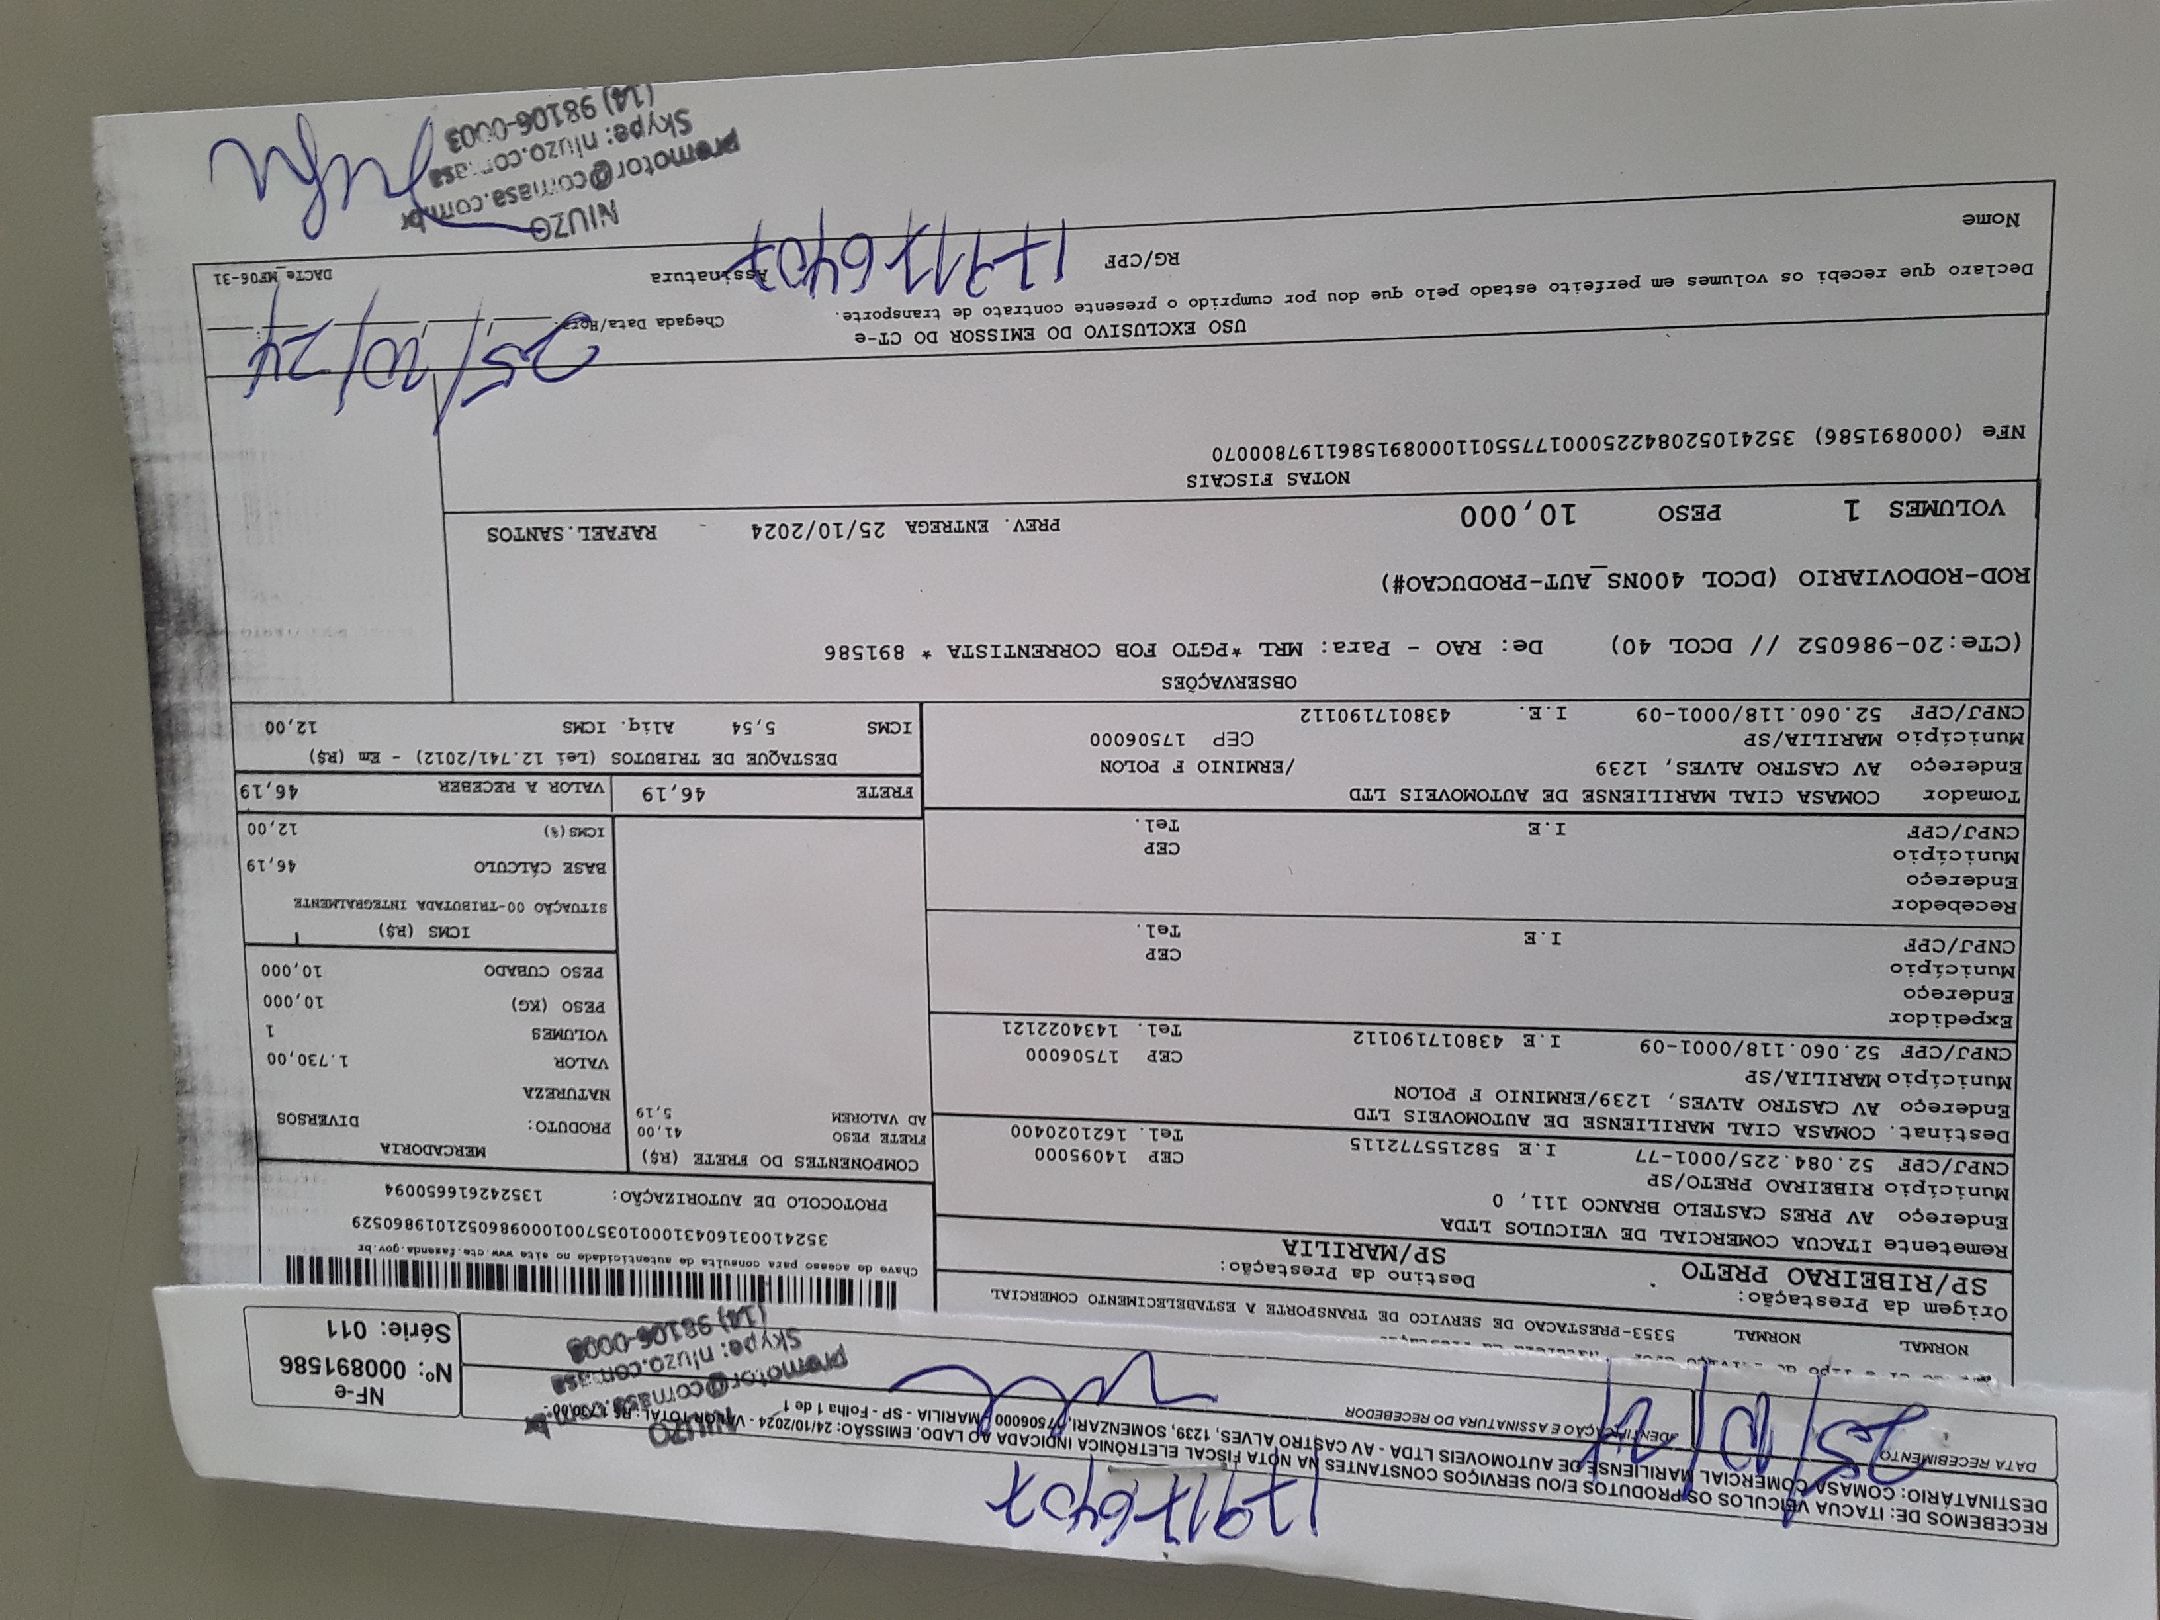 RECEBEMOS DE: ITACUA VEICULOS OS PRODUTOS E/OU SERVIÇOS CONSTANTES NA NOTA FISCAL ELETRÔNICA INDICADA AO LADO. EMISSÃO: 24/10/2024 - VALOR TOTAL: R$ 1.730,00
DESTINATÁRIO: COMASA COMERCIAL MARILIENSE DE AUTOMOVEIS LTDA - AV CASTRO ALVES, 1239, SOMENZARI, 17506000 MARILIA - SP - Folha 1 de 1
179176407
DATA RECEBIMENTO
25/10/24
IDENTIFICAÇÃO E ASSINATURA DO RECEBEDOR
NIUZO
promotor@comasa.com.br
Skype: niuzo.comasa
(14) 98106-0003
NF-e
Nº: 000891586
Série: 011
NORMAL NORMAL 5353-PRESTACAO DE SERVICO DE TRANSPORTE A ESTABELECIMENTO COMERCIAL
Origem da Prestação: Destino da Prestação:
SP/RIBEIRAO PRETO SP/MARILIA
Remetente ITACUA COMERCIAL DE VEICULOS LTDA
Endereço AV PRES CASTELO BRANCO 111, 0
Município RIBEIRAO PRETO/SP CEP 14095000
CNPJ/CPF 52.084.225/0001-77 I.E 582155772115 Tel. 1621020400
Destinat. COMASA CIAL MARILIENSE DE AUTOMOVEIS LTD
Endereço AV CASTRO ALVES, 1239/ERMINIO F POLON
Município MARILIA/SP CEP 17506000
CNPJ/CPF 52.060.118/0001-09 I.E 438017190112 Tel. 1434022121
Expedidor
Endereço
Município CEP
CNPJ/CPF I.E Tel.
Recebedor
Endereço
Município CEP
CNPJ/CPF I.E Tel.
Tomador COMASA CIAL MARILIENSE DE AUTOMOVEIS LTD
Endereço AV CASTRO ALVES, 1239 /ERMINIO F POLON
Município MARILIA/SP CEP 17506000
CNPJ/CPF 52.060.118/0001-09 I.E. 438017190112
Chave de acesso para consulta de autenticidade no site www.cte.fazenda.gov.br
35241003160431000103570010009860521019860529
PROTOCOLO DE AUTORIZAÇÃO: 135242616650094
COMPONENTES DO FRETE (R$)
FRETE PESO 41,00
AD VALOREM 5,19
MERCADORIA
PRODUTO: DIVERSOS
NATUREZA
VALOR 1.730,00
VOLUMES 1
PESO (KG) 10,000
PESO CUBADO 10,000
ICMS (R$)
SITUAÇÃO 00-TRIBUTADA INTEGRALMENTE
BASE CÁLCULO 46,19
ICMS(%) 12,00
FRETE 46,19 VALOR A RECEBER 46,19
DESTAQUE DE TRIBUTOS (Lei 12.741/2012) - Em (R$)
ICMS 5,54 Aliq. ICMS 12,00
OBSERVAÇÕES
(CTe:20-986052 // DCOL 40) De: RAO - Para: MRL *PGTO FOB CORRENTISTA * 891586
ROD-RODOVIARIO (DCOL 400NS_AUT-PRODUCAO#)
VOLUMES 1 PESO 10,000 PREV. ENTREGA 25/10/2024 - RAFAEL.SANTOS
NOTAS FISCAIS
NFe (000891586) 35241052084225000177550110008915861197800070
USO EXCLUSIVO DO EMISSOR DO CT-e
Declaro que recebi os volumes em perfeito estado pelo que dou por cumprido o presente contrato de transporte.
Chegada Data/Hora:
25/10/24
Nome RG/CPF 179176407 Assinatura DACTe_MF06-31
NIUZO
promotor@comasa.com.br
Skype: niuzo.comasa
(14) 98106-0003